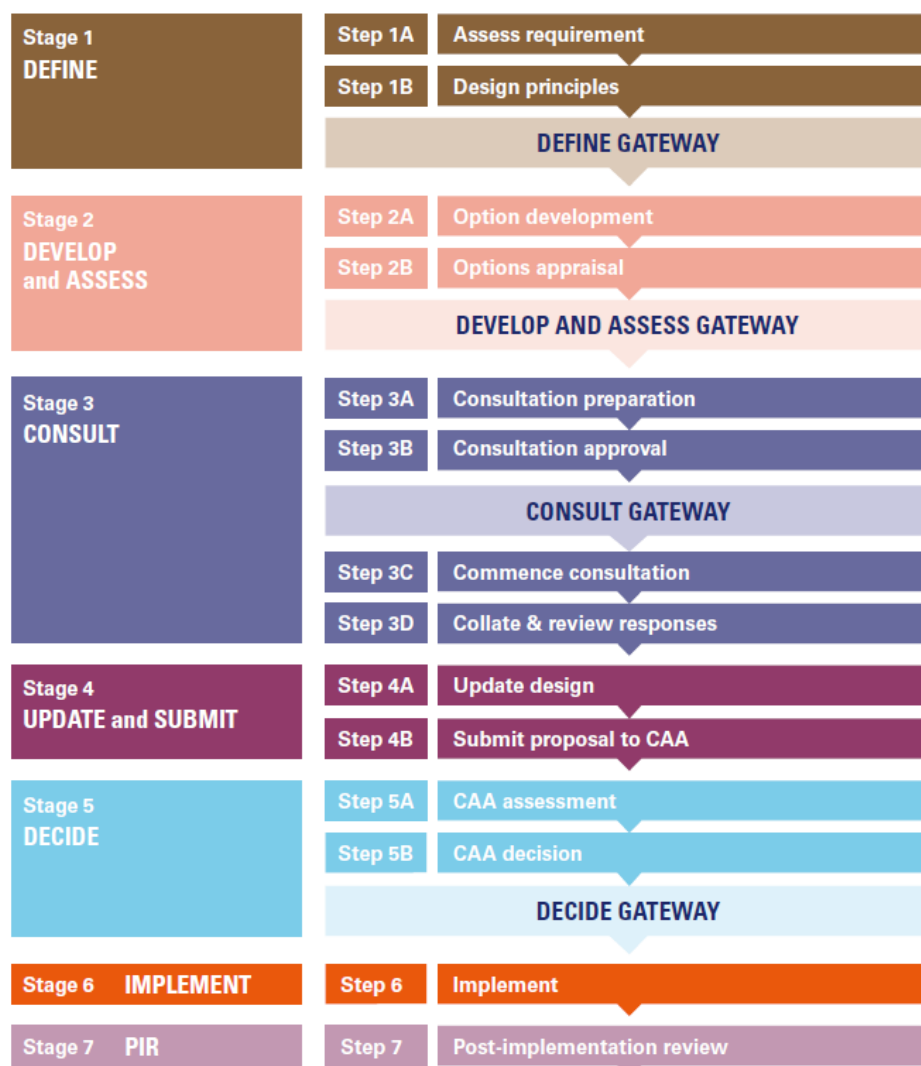 Stage 1
DEFINE
Step 1A Assess requirement
Step 1B Design principles
DEFINE GATEWAY
Stage 2
DEVELOP
and ASSESS
Step 2A Option development
Step 2B Options appraisal
DEVELOP AND ASSESS GATEWAY
Stage 3
CONSULT
Step 3A Consultation preparation
Step 3B Consultation approval
CONSULT GATEWAY
Step 3C Commence consultation
Step 3D Collate & review responses
Stage 4
UPDATE and SUBMIT
Step 4A Update design
Step 4B Submit proposal to CAA
Stage 5
DECIDE
Step 5A CAA assessment
Step 5B CAA decision
DECIDE GATEWAY
Stage 6 IMPLEMENT Step 6 Implement
Stage 7 PIR Step 7 Post-implementation review